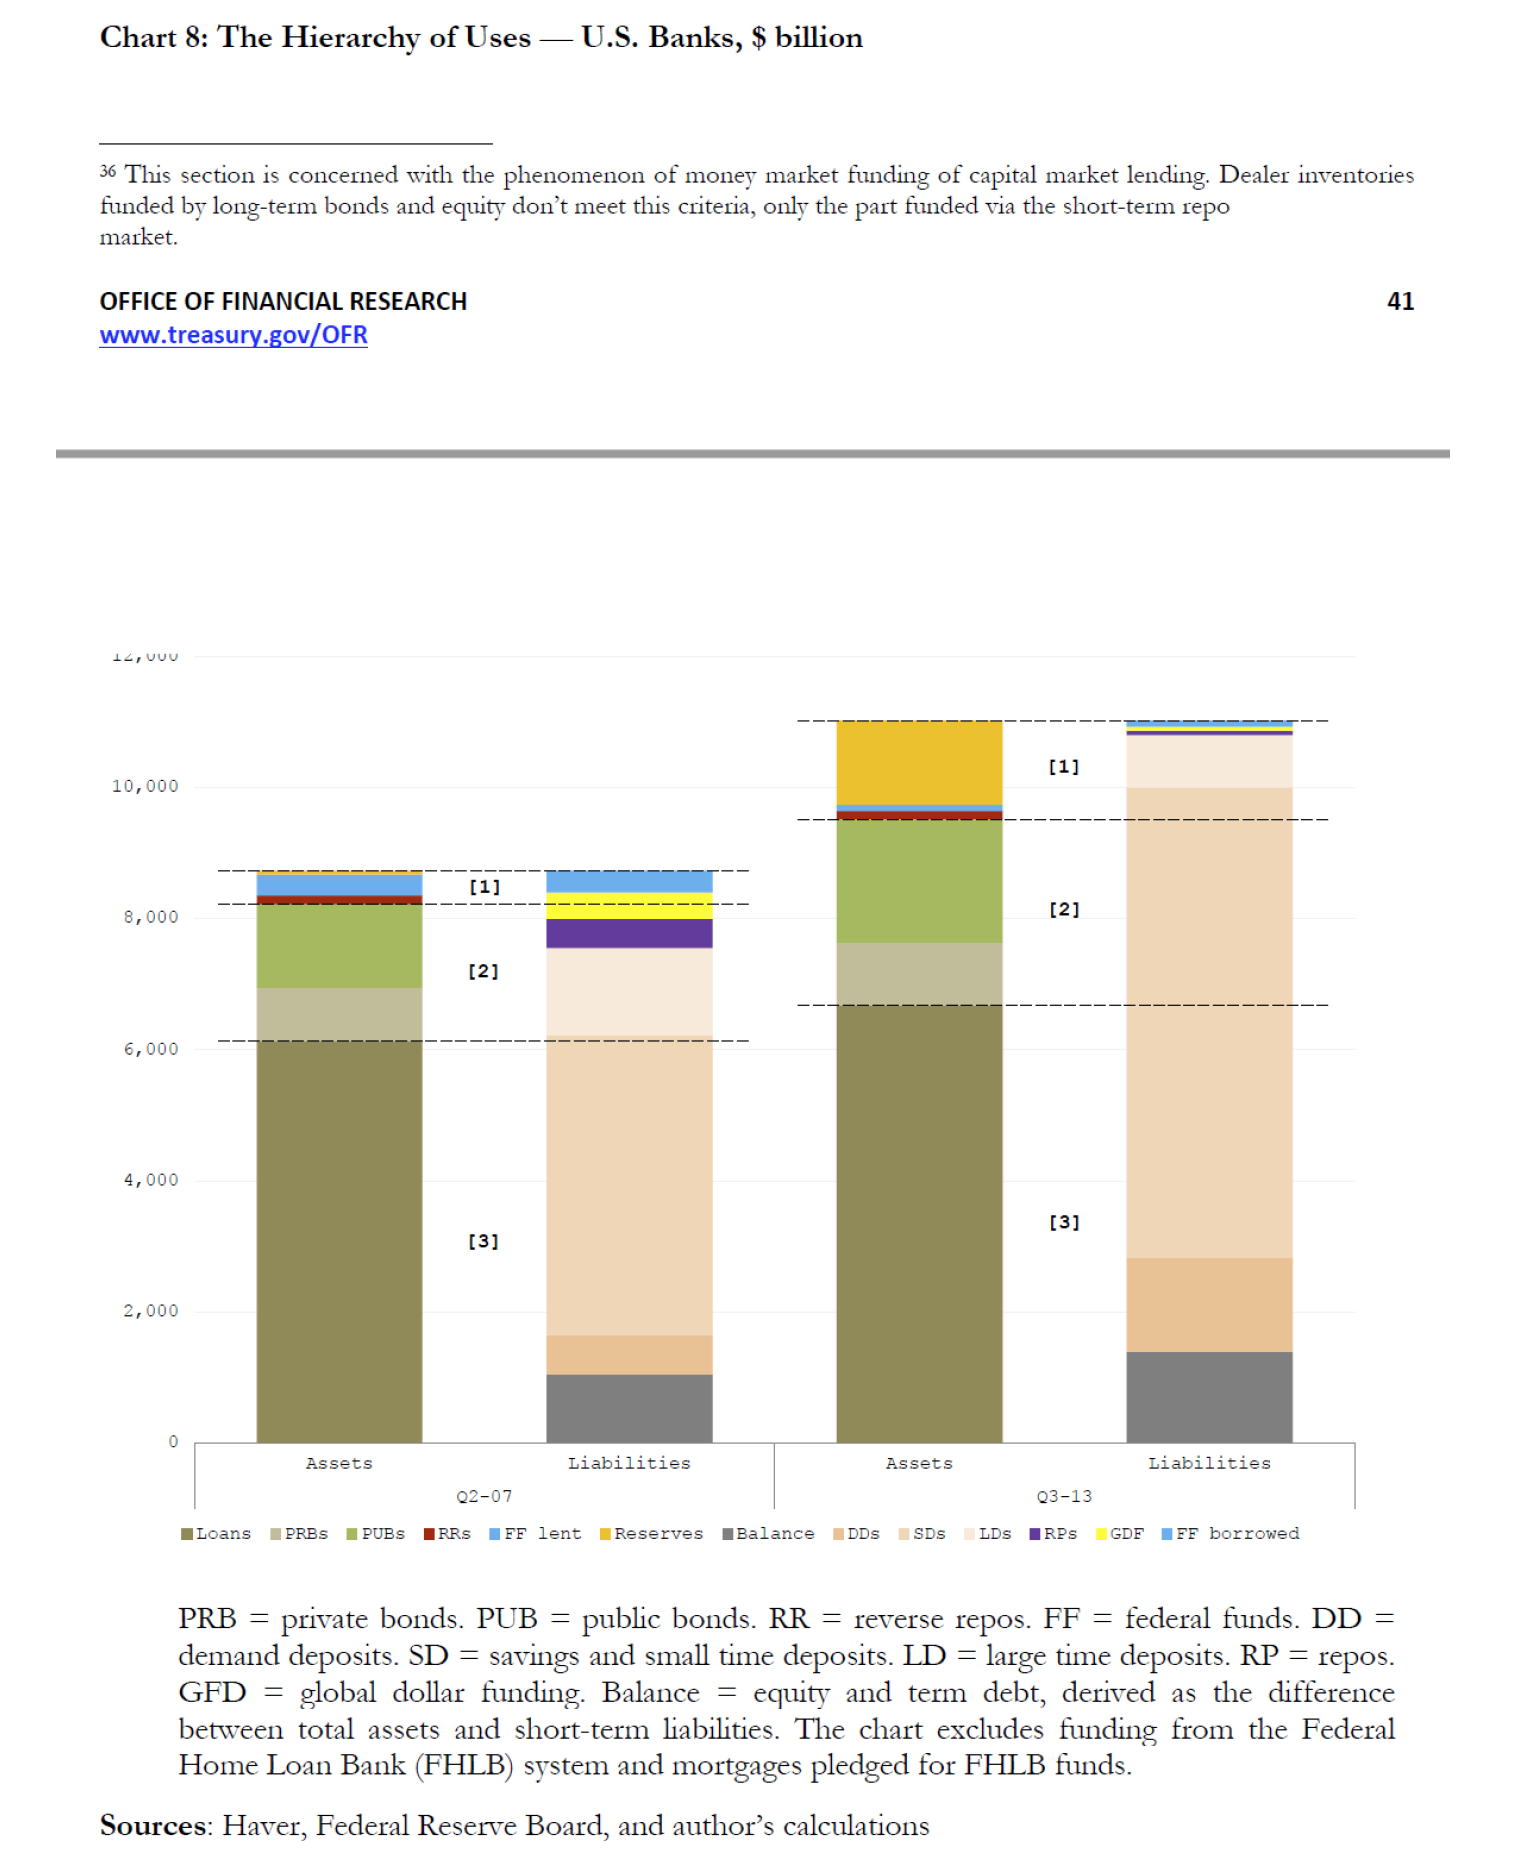 Chart 8: The Hierarchy of Uses — U.S. Banks, $ billion
36 This section is concerned with the phenomenon of money market funding of capital market lending. Dealer inventories
funded by long-term bonds and equity don’t meet this criteria, only the part funded via the short-term repo
market.
OFFICE OF FINANCIAL RESEARCH 41
www.treasury.gov/OFR
12,000
10,000
8,000
6,000
4,000
2,000
0
[1]
[2]
[3]
[1]
[2]
[3]
Assets Liabilities Assets Liabilities
Q2-07 Q3-13
Loans PRBs PUBs RRs FF lent Reserves Balance DDs SDs LDs RPs GDF FF borrowed
PRB = private bonds. PUB = public bonds. RR = reverse repos. FF = federal funds. DD =
demand deposits. SD = savings and small time deposits. LD = large time deposits. RP = repos.
GFD = global dollar funding. Balance = equity and term debt, derived as the difference
between total assets and short-term liabilities. The chart excludes funding from the Federal
Home Loan Bank (FHLB) system and mortgages pledged for FHLB funds.
Sources: Haver, Federal Reserve Board, and author’s calculations